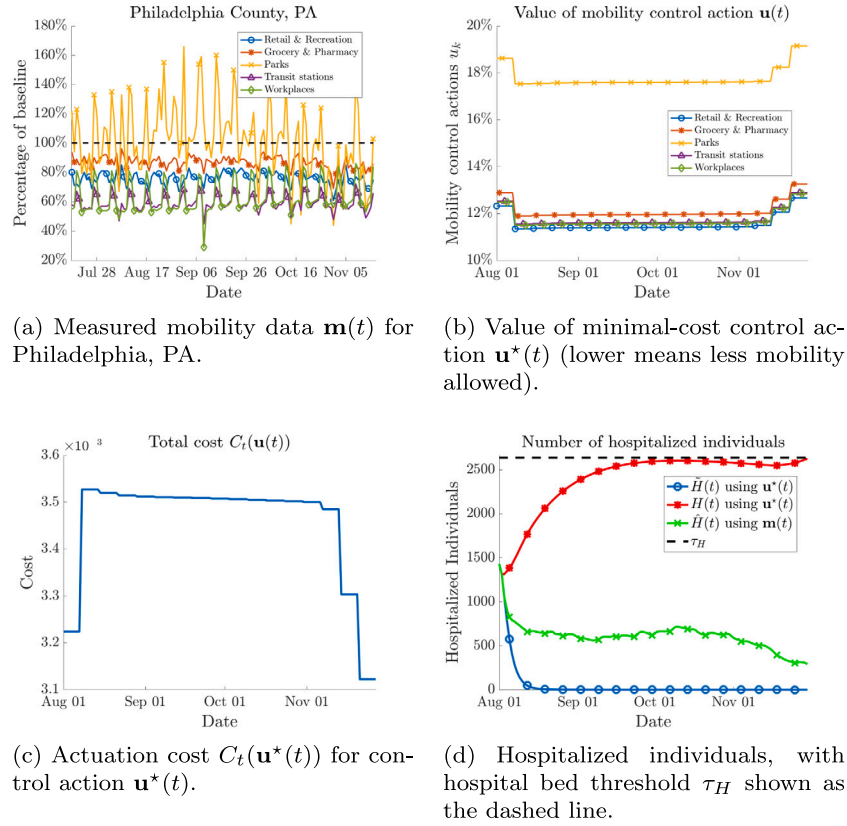 Philadelphia County, PA
Percentage of baseline
180%
160%
140%
120%
100%
80%
60%
40%
20%
Retail & Recreation
Grocery & Pharmacy
Parks
Transit stations
Workplaces
Jul 28 Aug 17 Sep 06 Sep 26 Oct 16 Nov 05
Date
(a) Measured mobility data m(t) for
Philadelphia, PA.
Value of mobility control action u(t)
Mobility control actions u_k
20%
18%
16%
14%
12%
10%
Retail & Recreation
Grocery & Pharmacy
Parks
Transit stations
Workplaces
Aug 01 Sep 01 Oct 01 Nov 01
Date
(b) Value of minimal-cost control ac-
tion u⋆(t) (lower means less mobility
allowed).
Total cost C_t(u(t))
×10 3
Cost
3.6
3.5
3.4
3.3
3.2
3.1
Aug 01 Sep 01 Oct 01 Nov 01
Date
(c) Actuation cost C_t(u⋆(t)) for con-
trol action u⋆(t).
Number of hospitalized individuals
Hospitalized Individuals
2500
2000
1500
1000
500
0
H̃(t) using u⋆(t)
H(t) using u⋆(t)
Ĥ(t) using m(t)
τ_H
Aug 01 Sep 01 Oct 01 Nov 01
Date
(d) Hospitalized individuals, with
hospital bed threshold τ_H shown as
the dashed line.